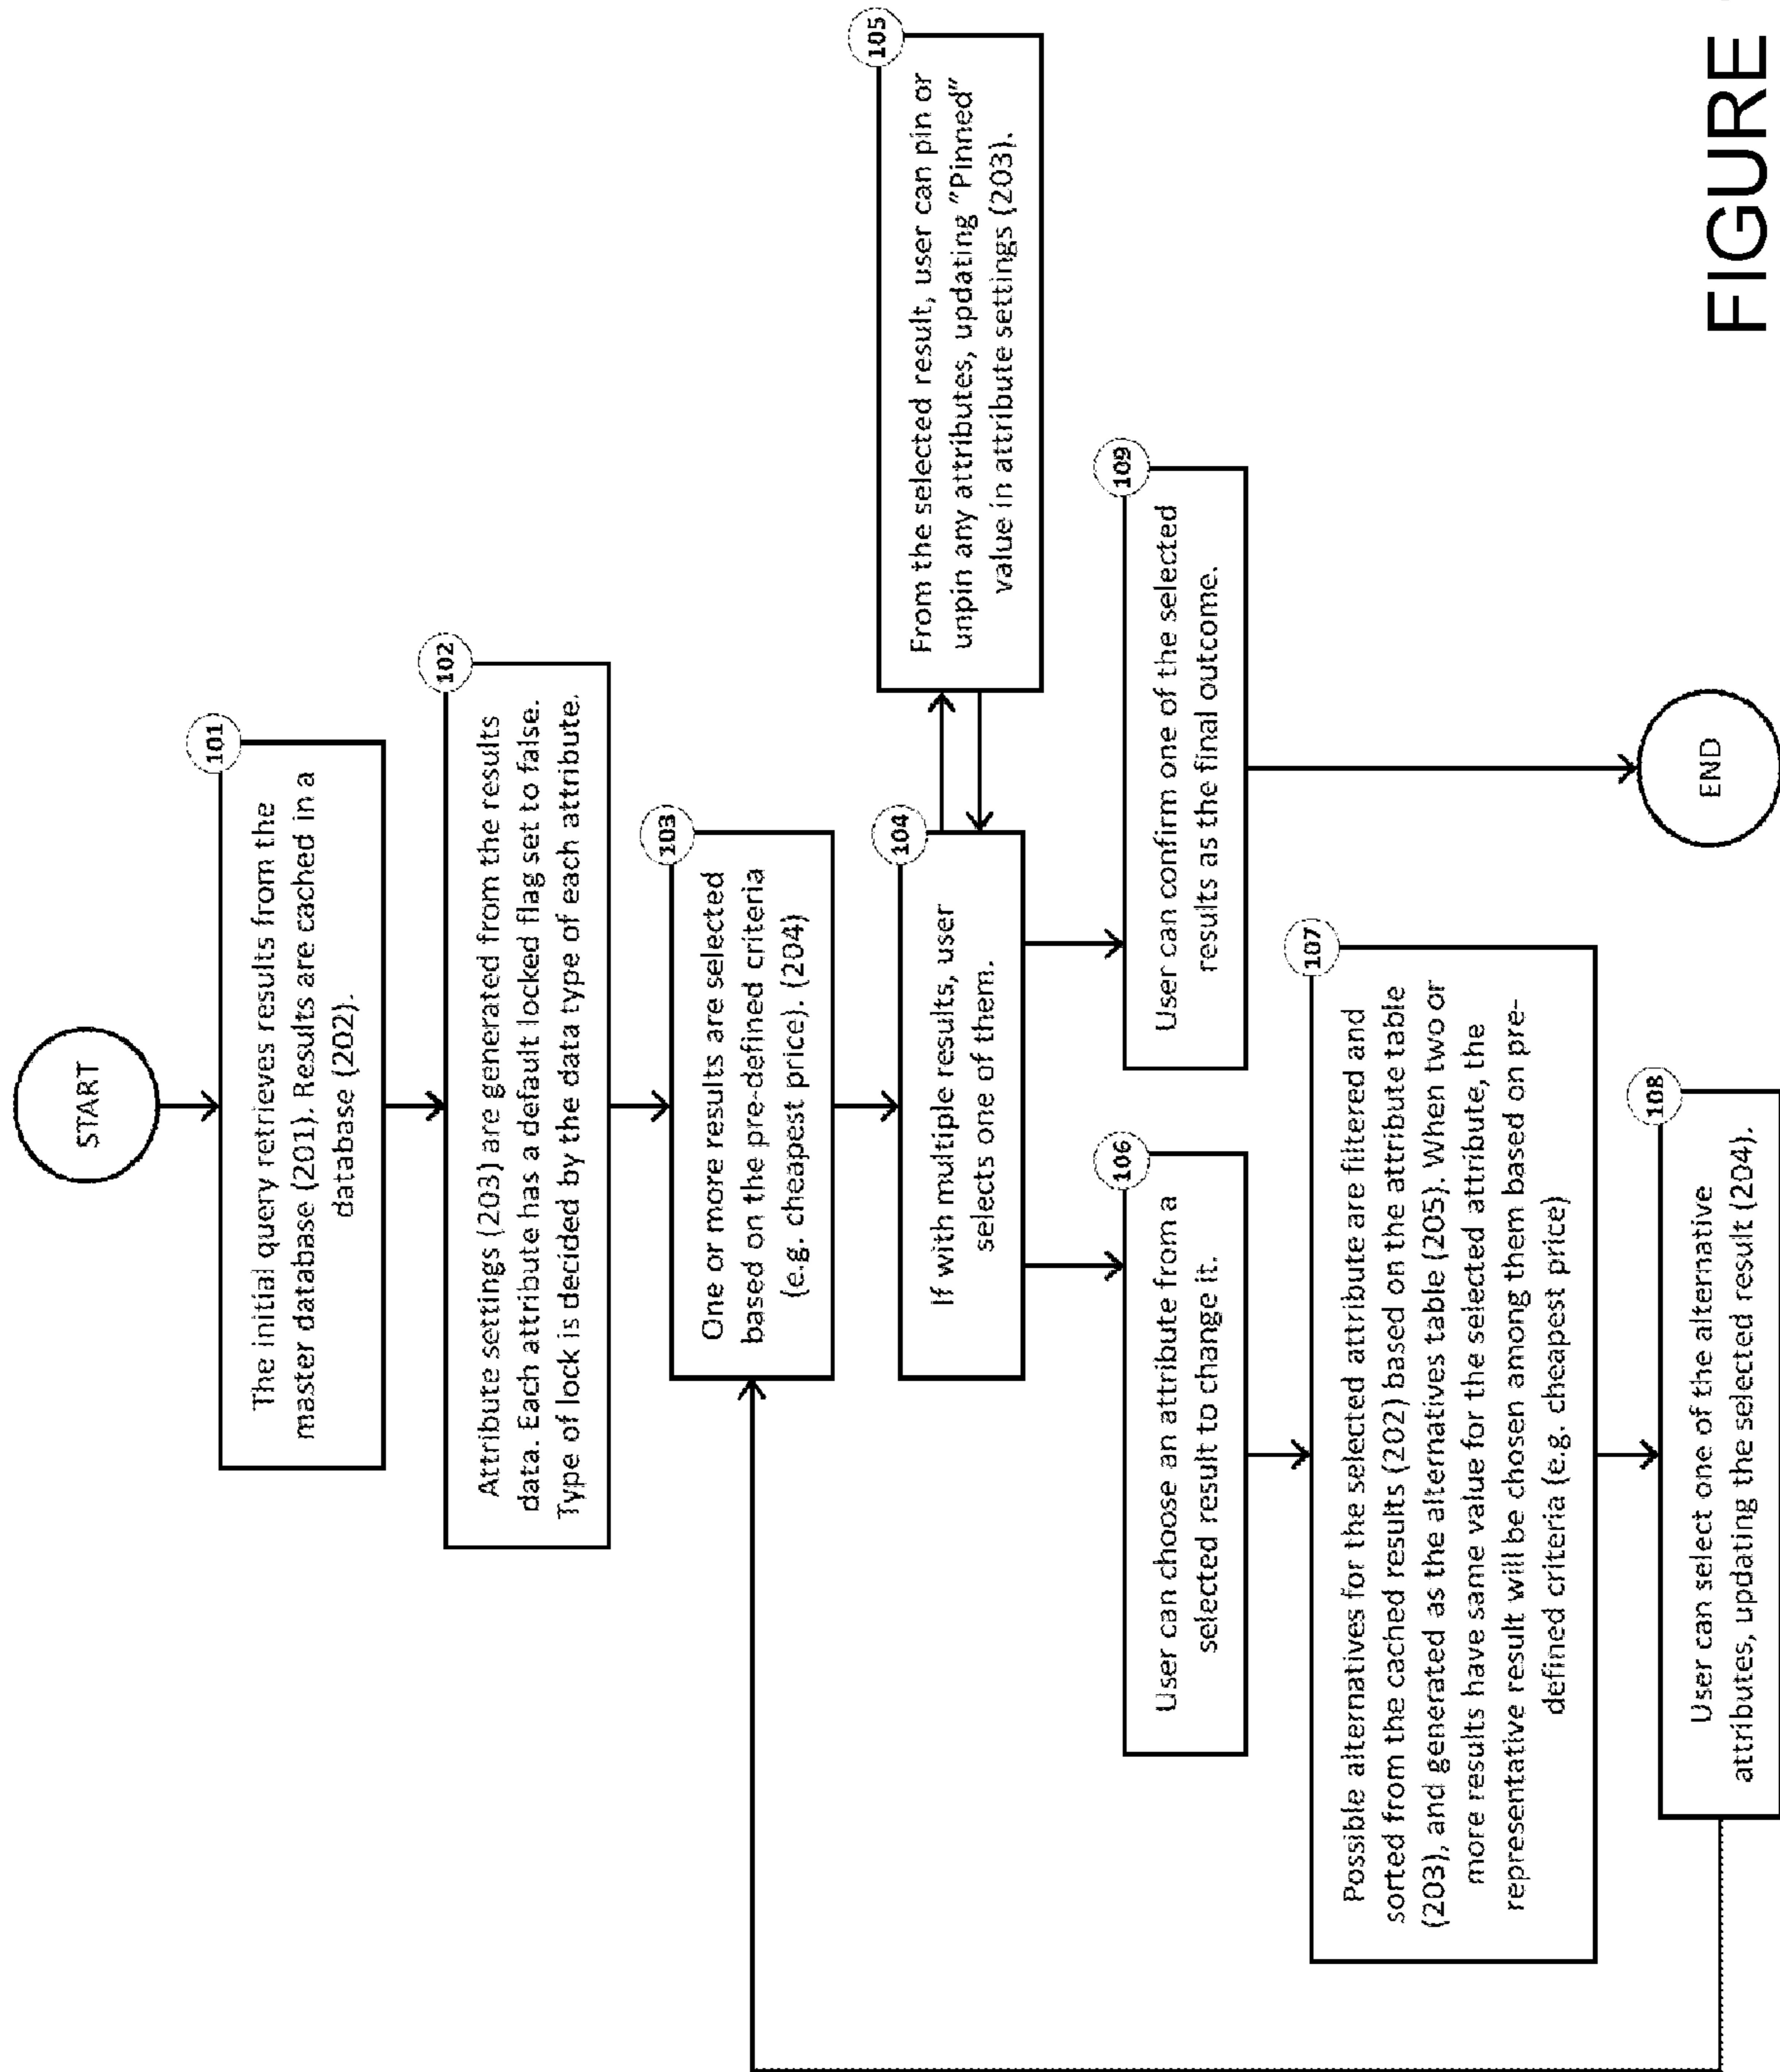 START
101
The initial query retrieves results from the
master database (201). Results are cached in a
database (202).
102
Attribute settings (203) are generated from the results
data. Each attribute has a default locked flag set to false.
Type of lock is decided by the data type of each attribute.
103
One or more results are selected
based on the pre-defined criteria
(e.g. cheapest price). (204)
104
If with multiple results, user
selects one of them.
105
From the selected result, user can pin or
unpin any attributes, updating "Pinned"
value in attribute settings (203).
106
User can choose an attribute from a
selected result to change it.
109
User can confirm one of the selected
results as the final outcome.
107
Possible alternatives for the selected attribute are filtered and
sorted from the cached results (202) based on the attribute table
(203), and generated as the alternatives table (205). When two or
more results have same value for the selected attribute, the
representative result will be chosen among them based on pre-
defined criteria (e.g. cheapest price)
108
User can select one of the alternative
attributes, updating the selected result (204).
END
FIGURE